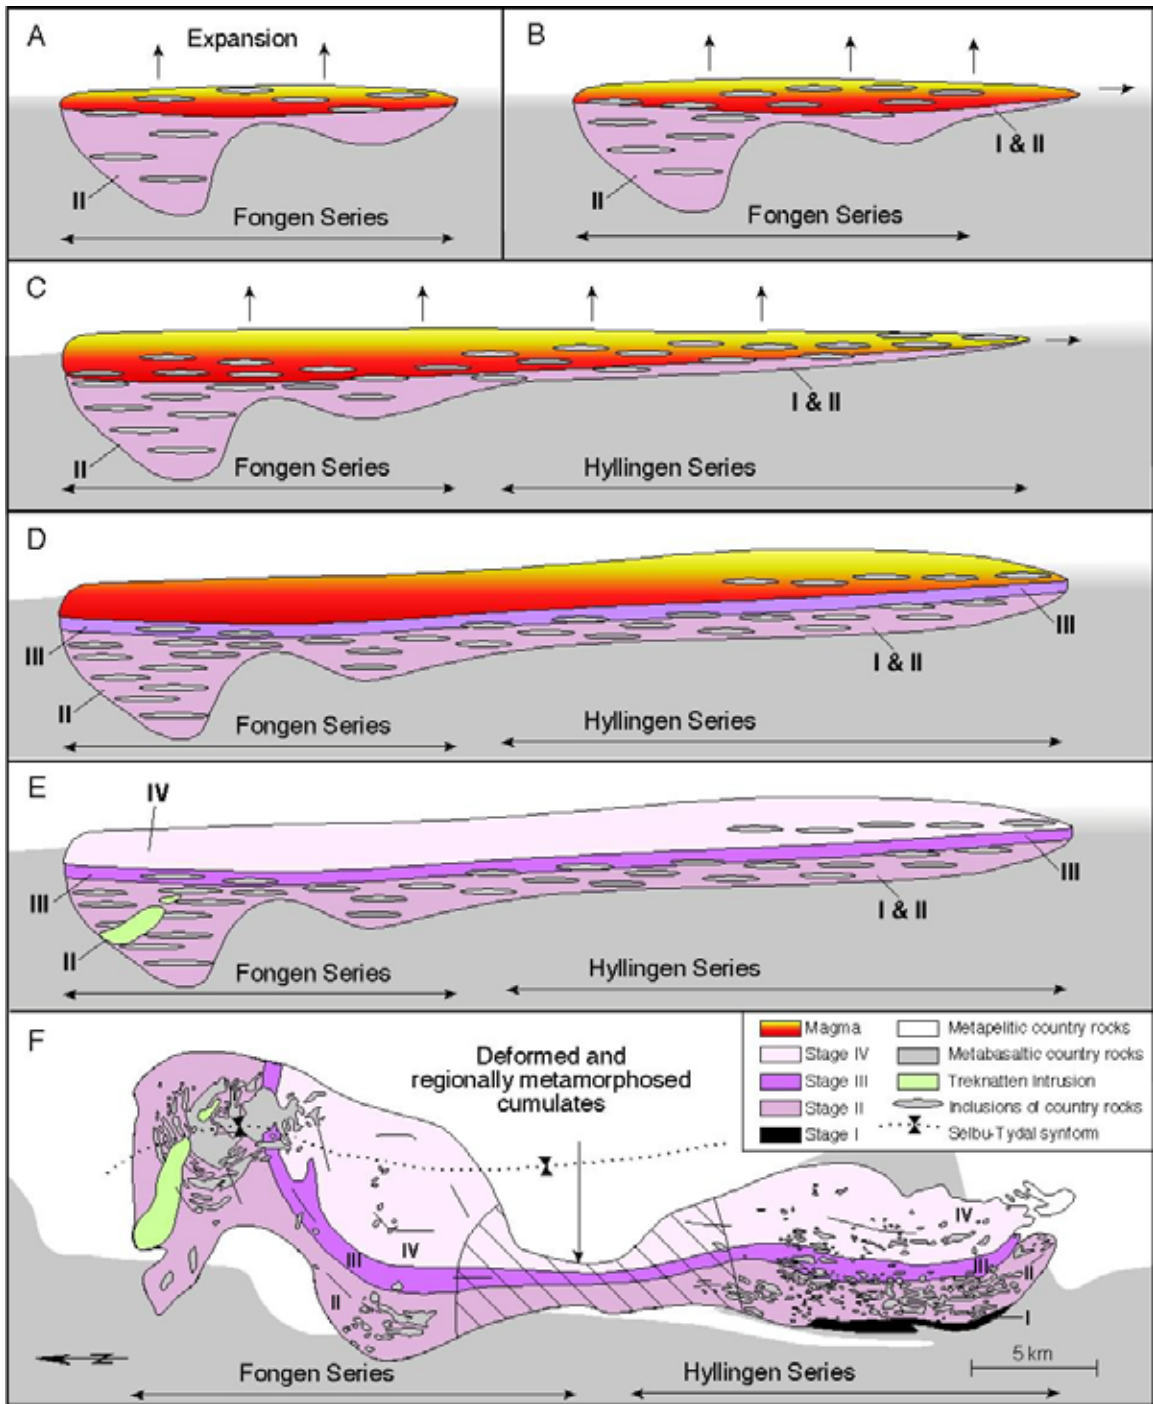 A
Expansion
II
Fongen Series
B
I & II
II
Fongen Series
C
I & II
II
Fongen Series
Hyllingen Series
D
III
III
I & II
II
Fongen Series
Hyllingen Series
E
IV
III
III
I & II
II
Fongen Series
Hyllingen Series
F
Deformed and
regionally metamorphosed
cumulates
Magma
Stage IV
Stage III
Stage II
Stage I
Metapelitic country rocks
Metabasaltic country rocks
Treknatten Intrusion
Inclusions of country rocks
Selbu-Tydal synform
IV
III
II
IV
III
II
I
N
5 km
Fongen Series
Hyllingen Series